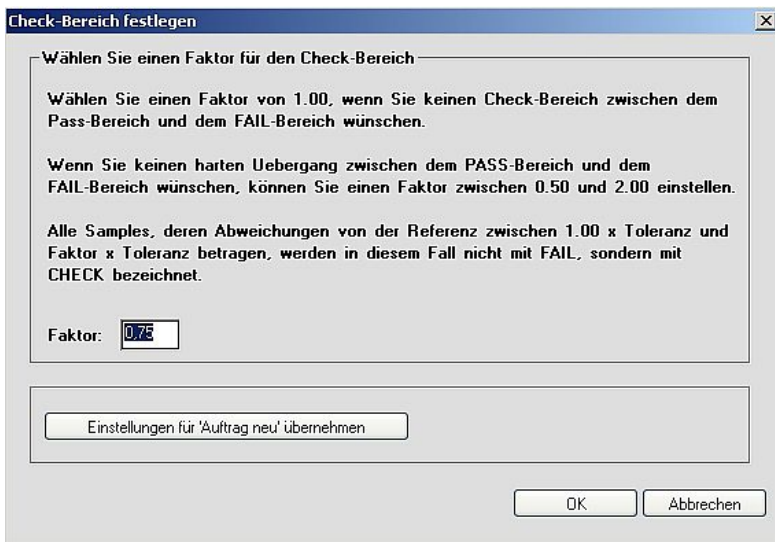 Check-Bereich festlegen
Wählen Sie einen Faktor für den Check-Bereich
Wählen Sie einen Faktor von 1.00, wenn Sie keinen Check-Bereich zwischen dem
Pass-Bereich und dem FAIL-Bereich wünschen.
Wenn Sie keinen harten Uebergang zwischen dem PASS-Bereich und dem
FAIL-Bereich wünschen, können Sie einen Faktor zwischen 0.50 und 2.00 einstellen.
Alle Samples, deren Abweichungen von der Referenz zwischen 1.00 x Toleranz und
Faktor x Toleranz betragen, werden in diesem Fall nicht mit FAIL, sondern mit
CHECK bezeichnet.
Faktor: 0,75
Einstellungen für 'Auftrag neu' übernehmen
OK Abbrechen